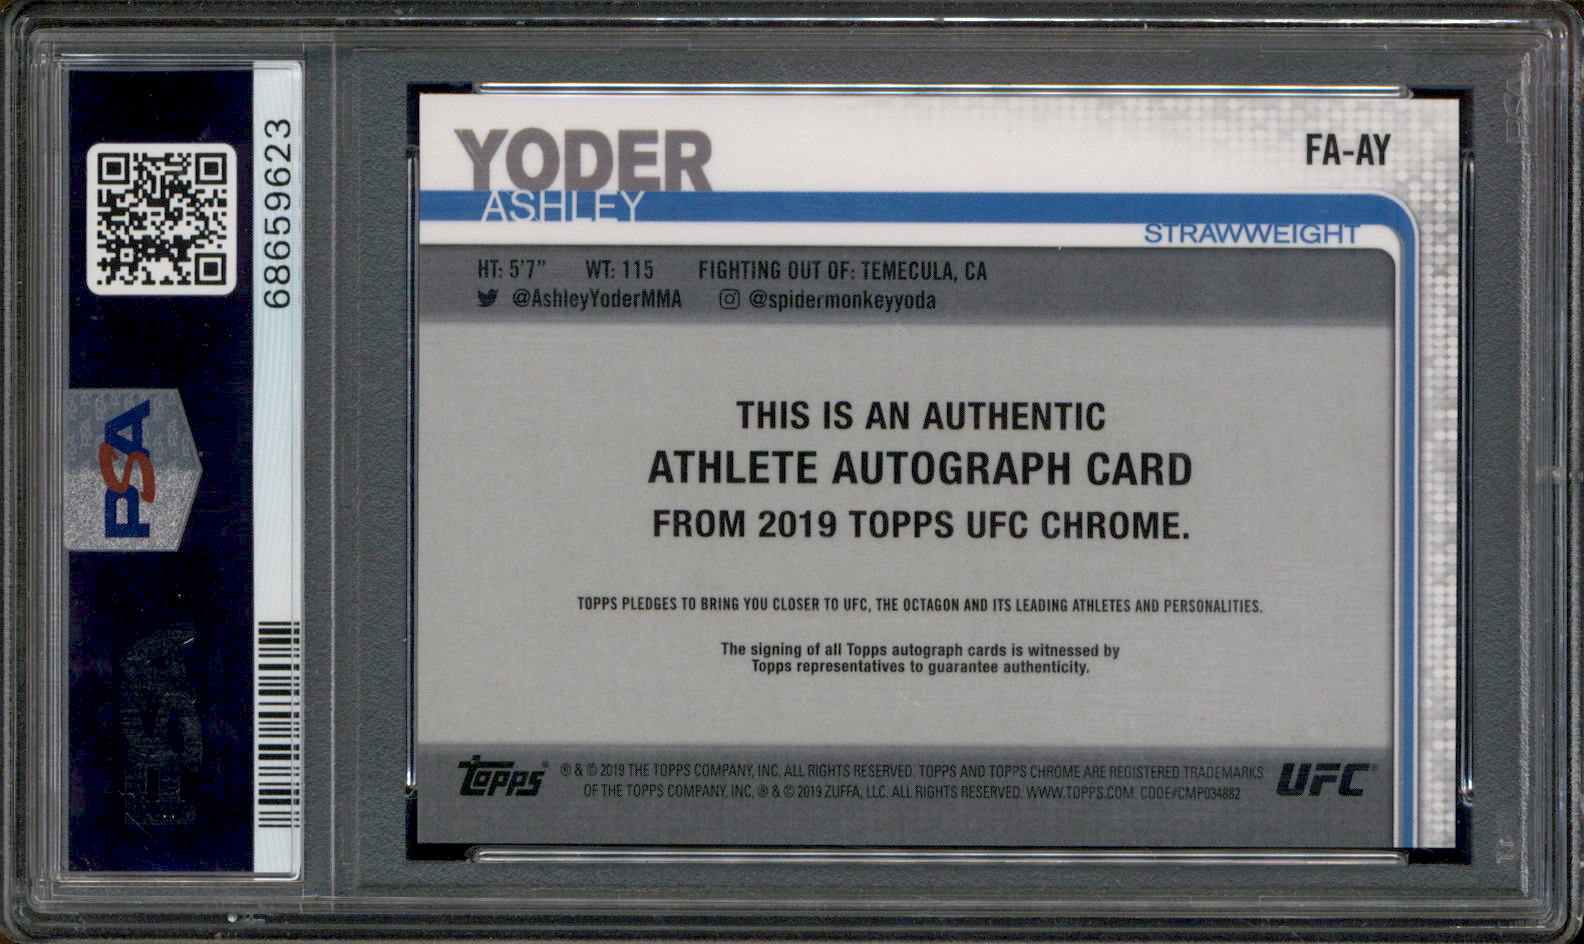 68659623
PSA
YODER
ASHLEY
FA-AY
STRAWWEIGHT
HT: 5'7" WT: 115 FIGHTING OUT OF: TEMECULA, CA
@AshleyYoderMMA @spidermonkeyyoda
THIS IS AN AUTHENTIC
ATHLETE AUTOGRAPH CARD
FROM 2019 TOPPS UFC CHROME.
TOPPS PLEDGES TO BRING YOU CLOSER TO UFC, THE OCTAGON AND ITS LEADING ATHLETES AND PERSONALITIES.
The signing of all Topps autograph cards is witnessed by
Topps representatives to guarantee authenticity.
topps® ® & © 2019 THE TOPPS COMPANY, INC. ALL RIGHTS RESERVED. TOPPS AND TOPPS CHROME ARE REGISTERED TRADEMARKS
OF THE TOPPS COMPANY, INC. ® & © 2019 ZUFFA, LLC. ALL RIGHTS RESERVED. WWW.TOPPS.COM CODE#CMP034882
UFC®